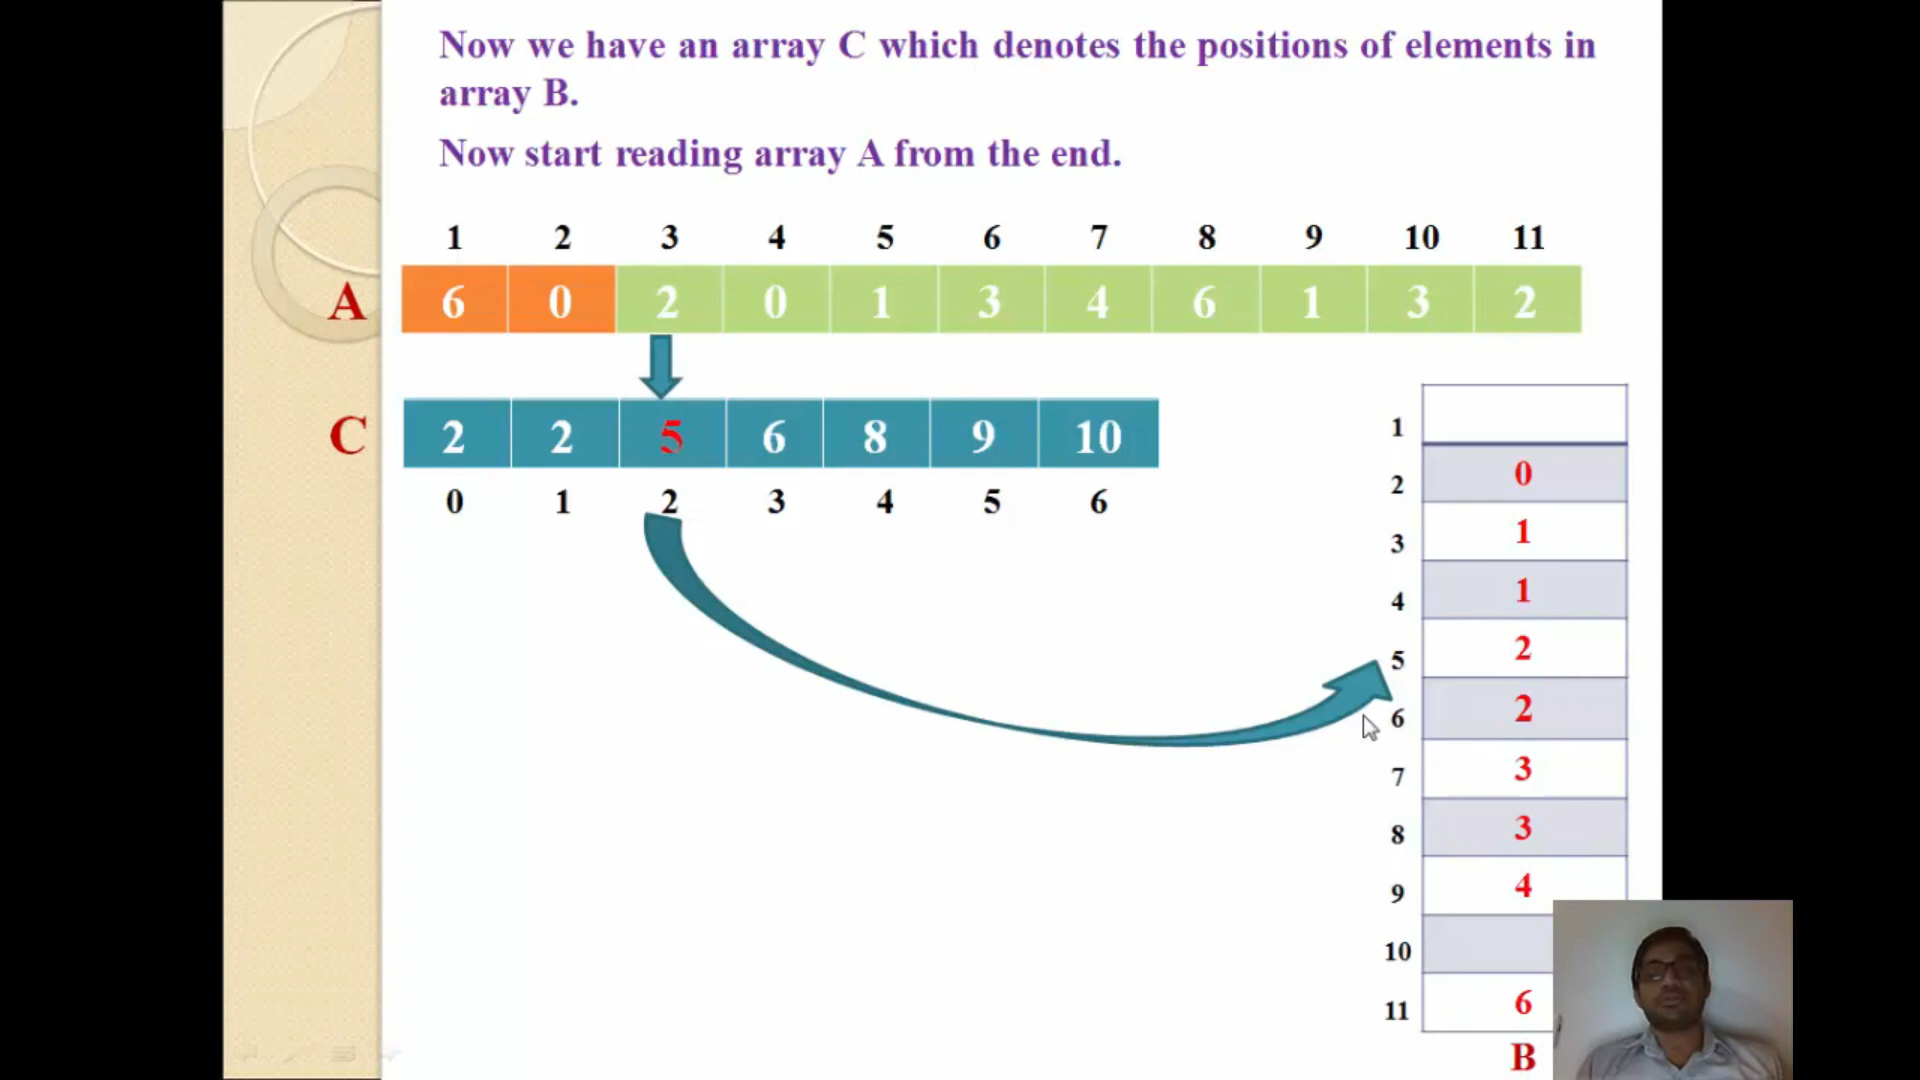 Now we have an array C which denotes the positions of elements in
array B.
Now start reading array A from the end.
1 2 3 4 5 6 7 8 9 10 11
A 6 0 2 0 1 3 4 6 1 3 2
C 2 2 5 6 8 9 10
0 1 2 3 4 5 6
1
2 0
3 1
4 1
5 2
6 2
7 3
8 3
9 4
10
11 6
B